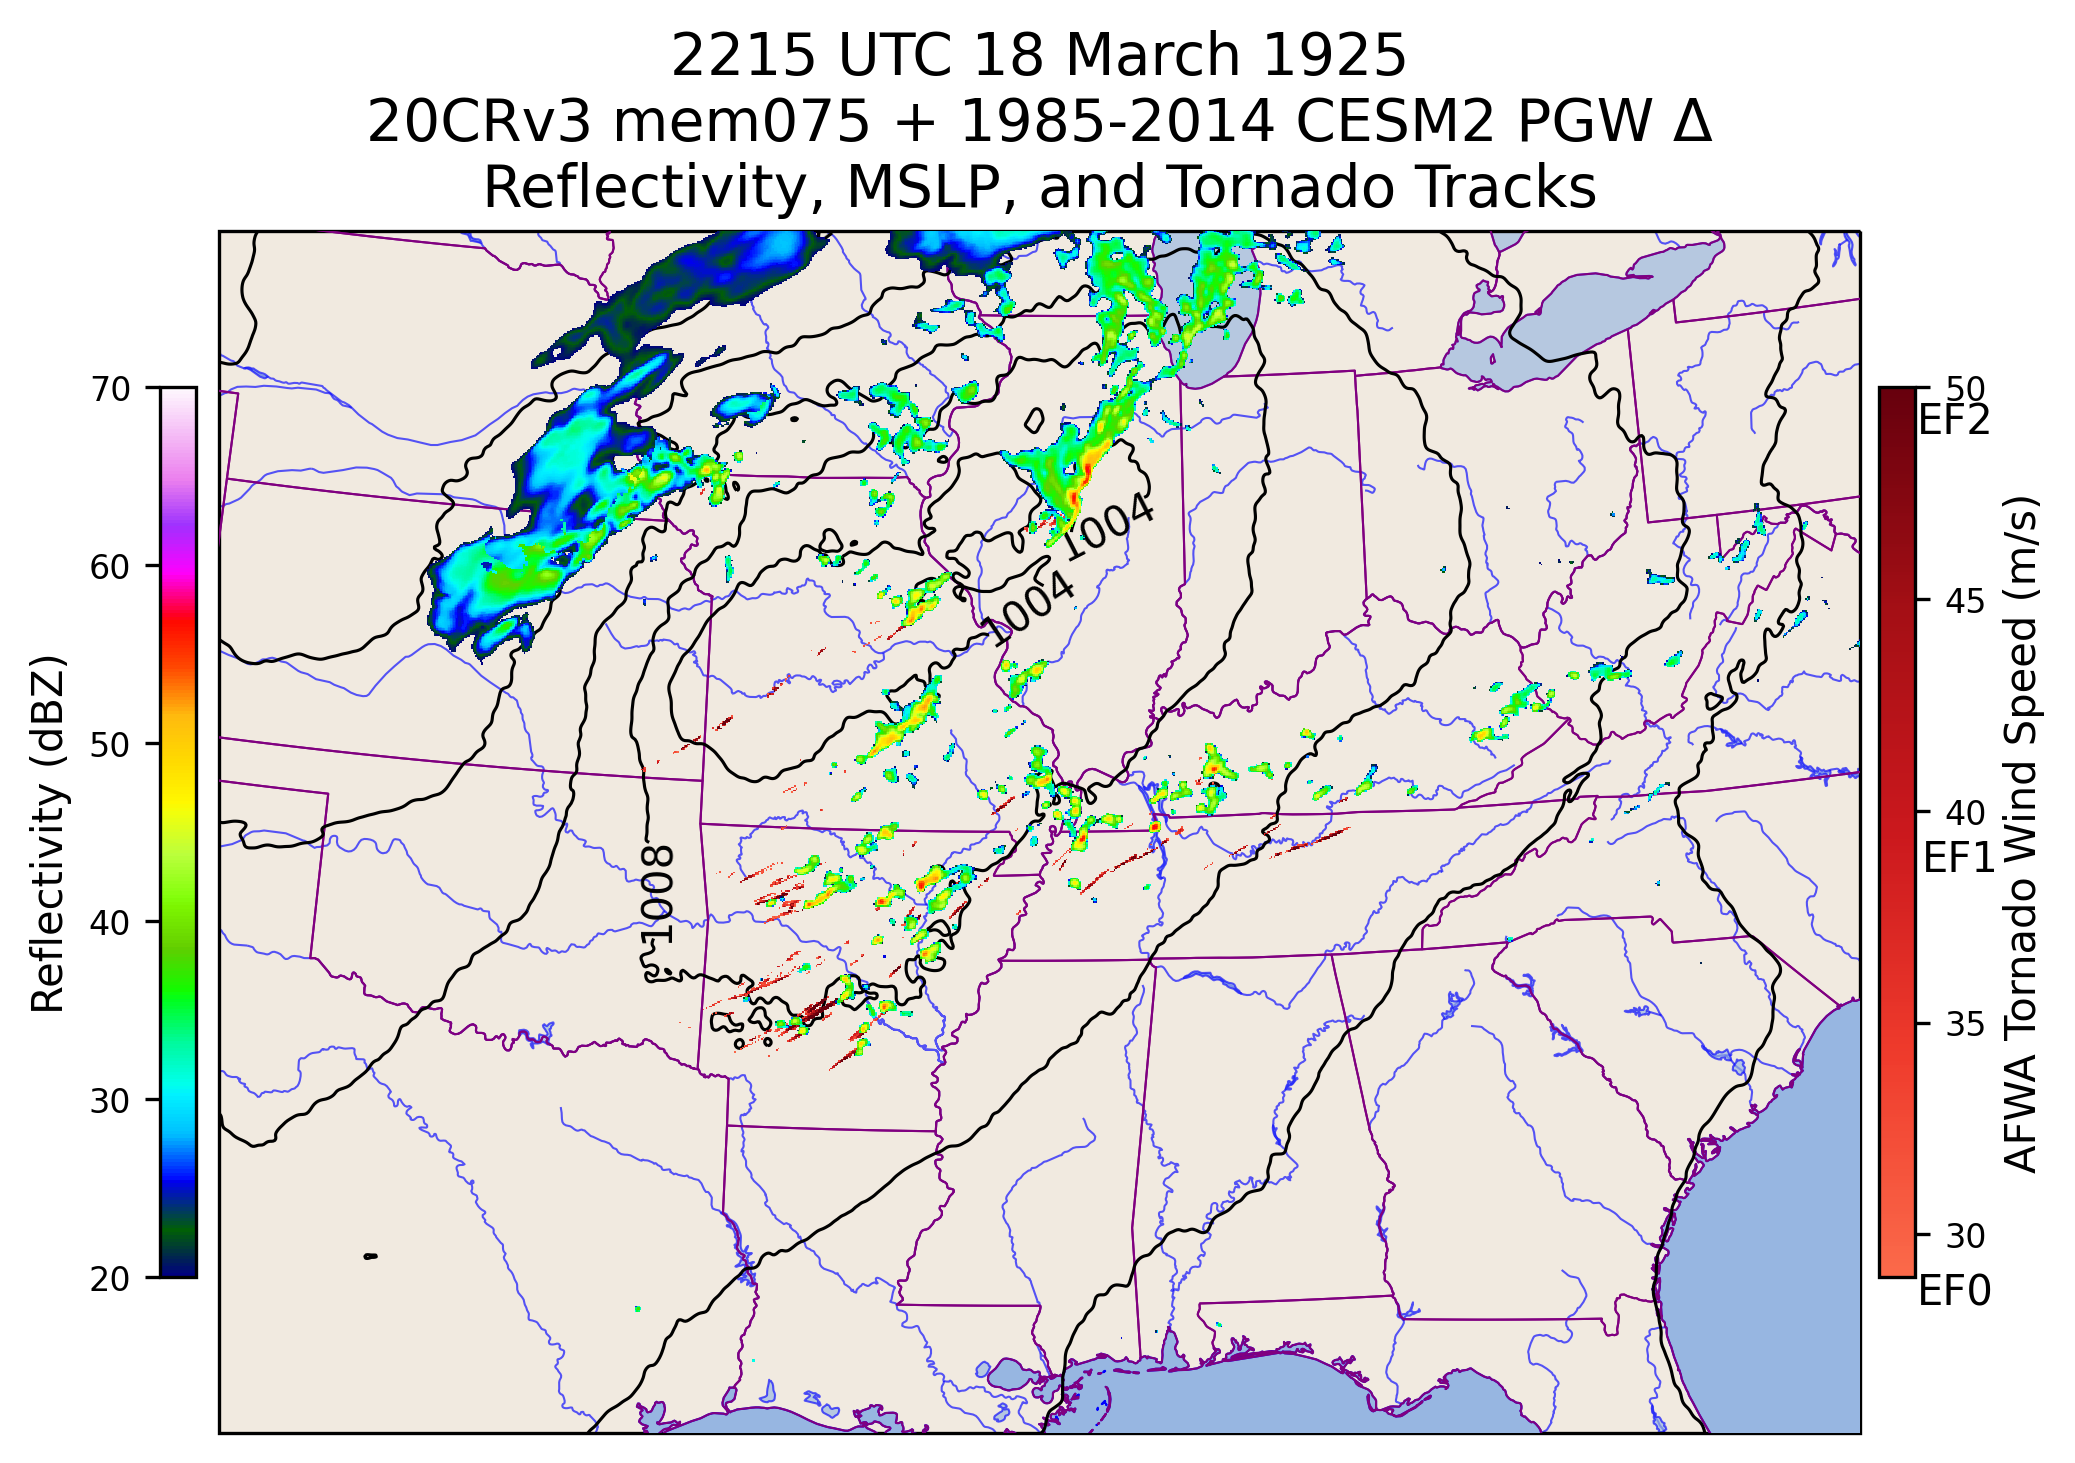 2215 UTC 18 March 1925
20CRv3 mem075 + 1985-2014 CESM2 PGW Δ
Reflectivity, MSLP, and Tornado Tracks
70
60
50
40
30
20
Reflectivity (dBZ)
1004
1004
1008
50
EF2
45
40
EF1
35
30
EF0
AFWA Tornado Wind Speed (m/s)